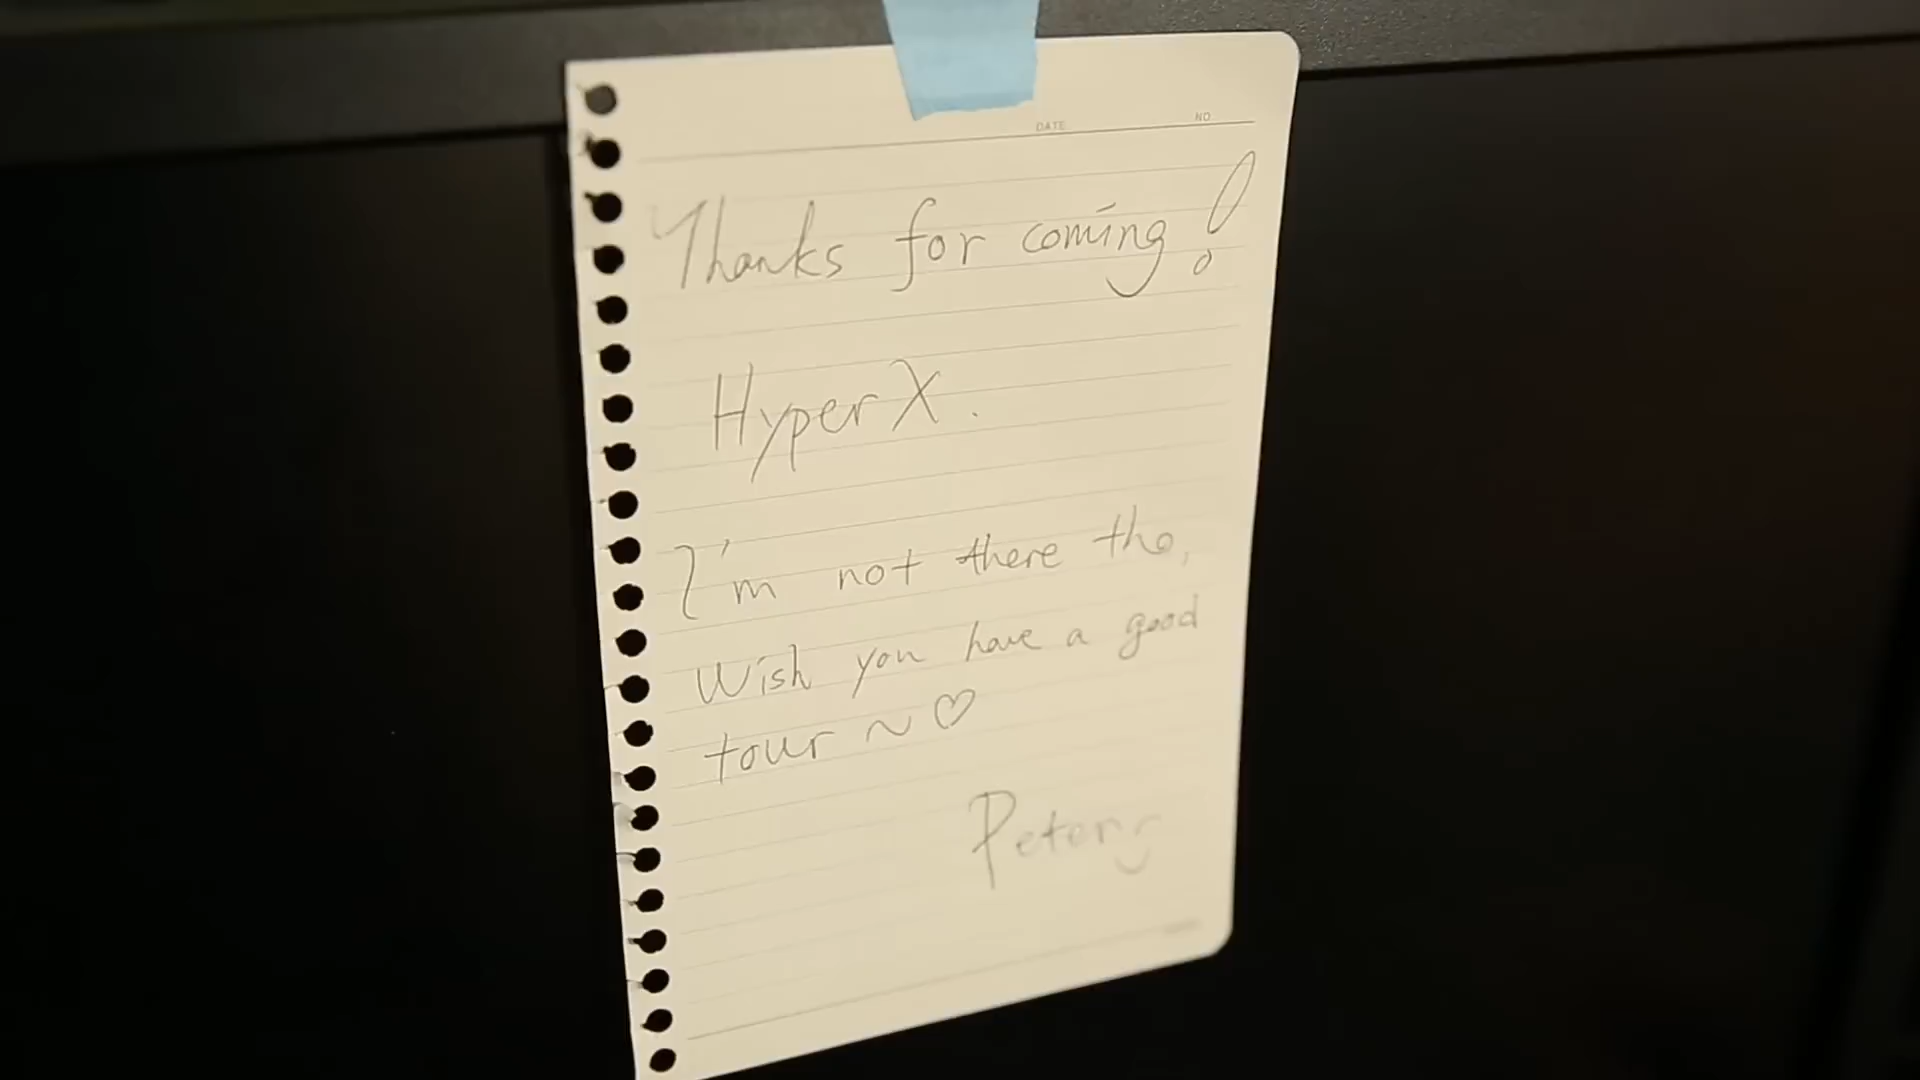 DATE NO
Thanks for coming!
HyperX.
I'm not there tho,
Wish you have a good
tour ~ ♡
Peter